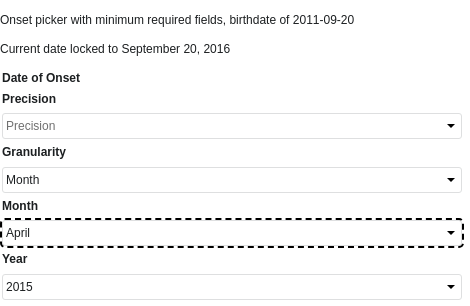 Onset picker with minimum required fields, birthdate of 2011-09-20
Current date locked to September 20, 2016
Date of Onset
Precision
Precision
Granularity
Month
Month
April
Year
2015